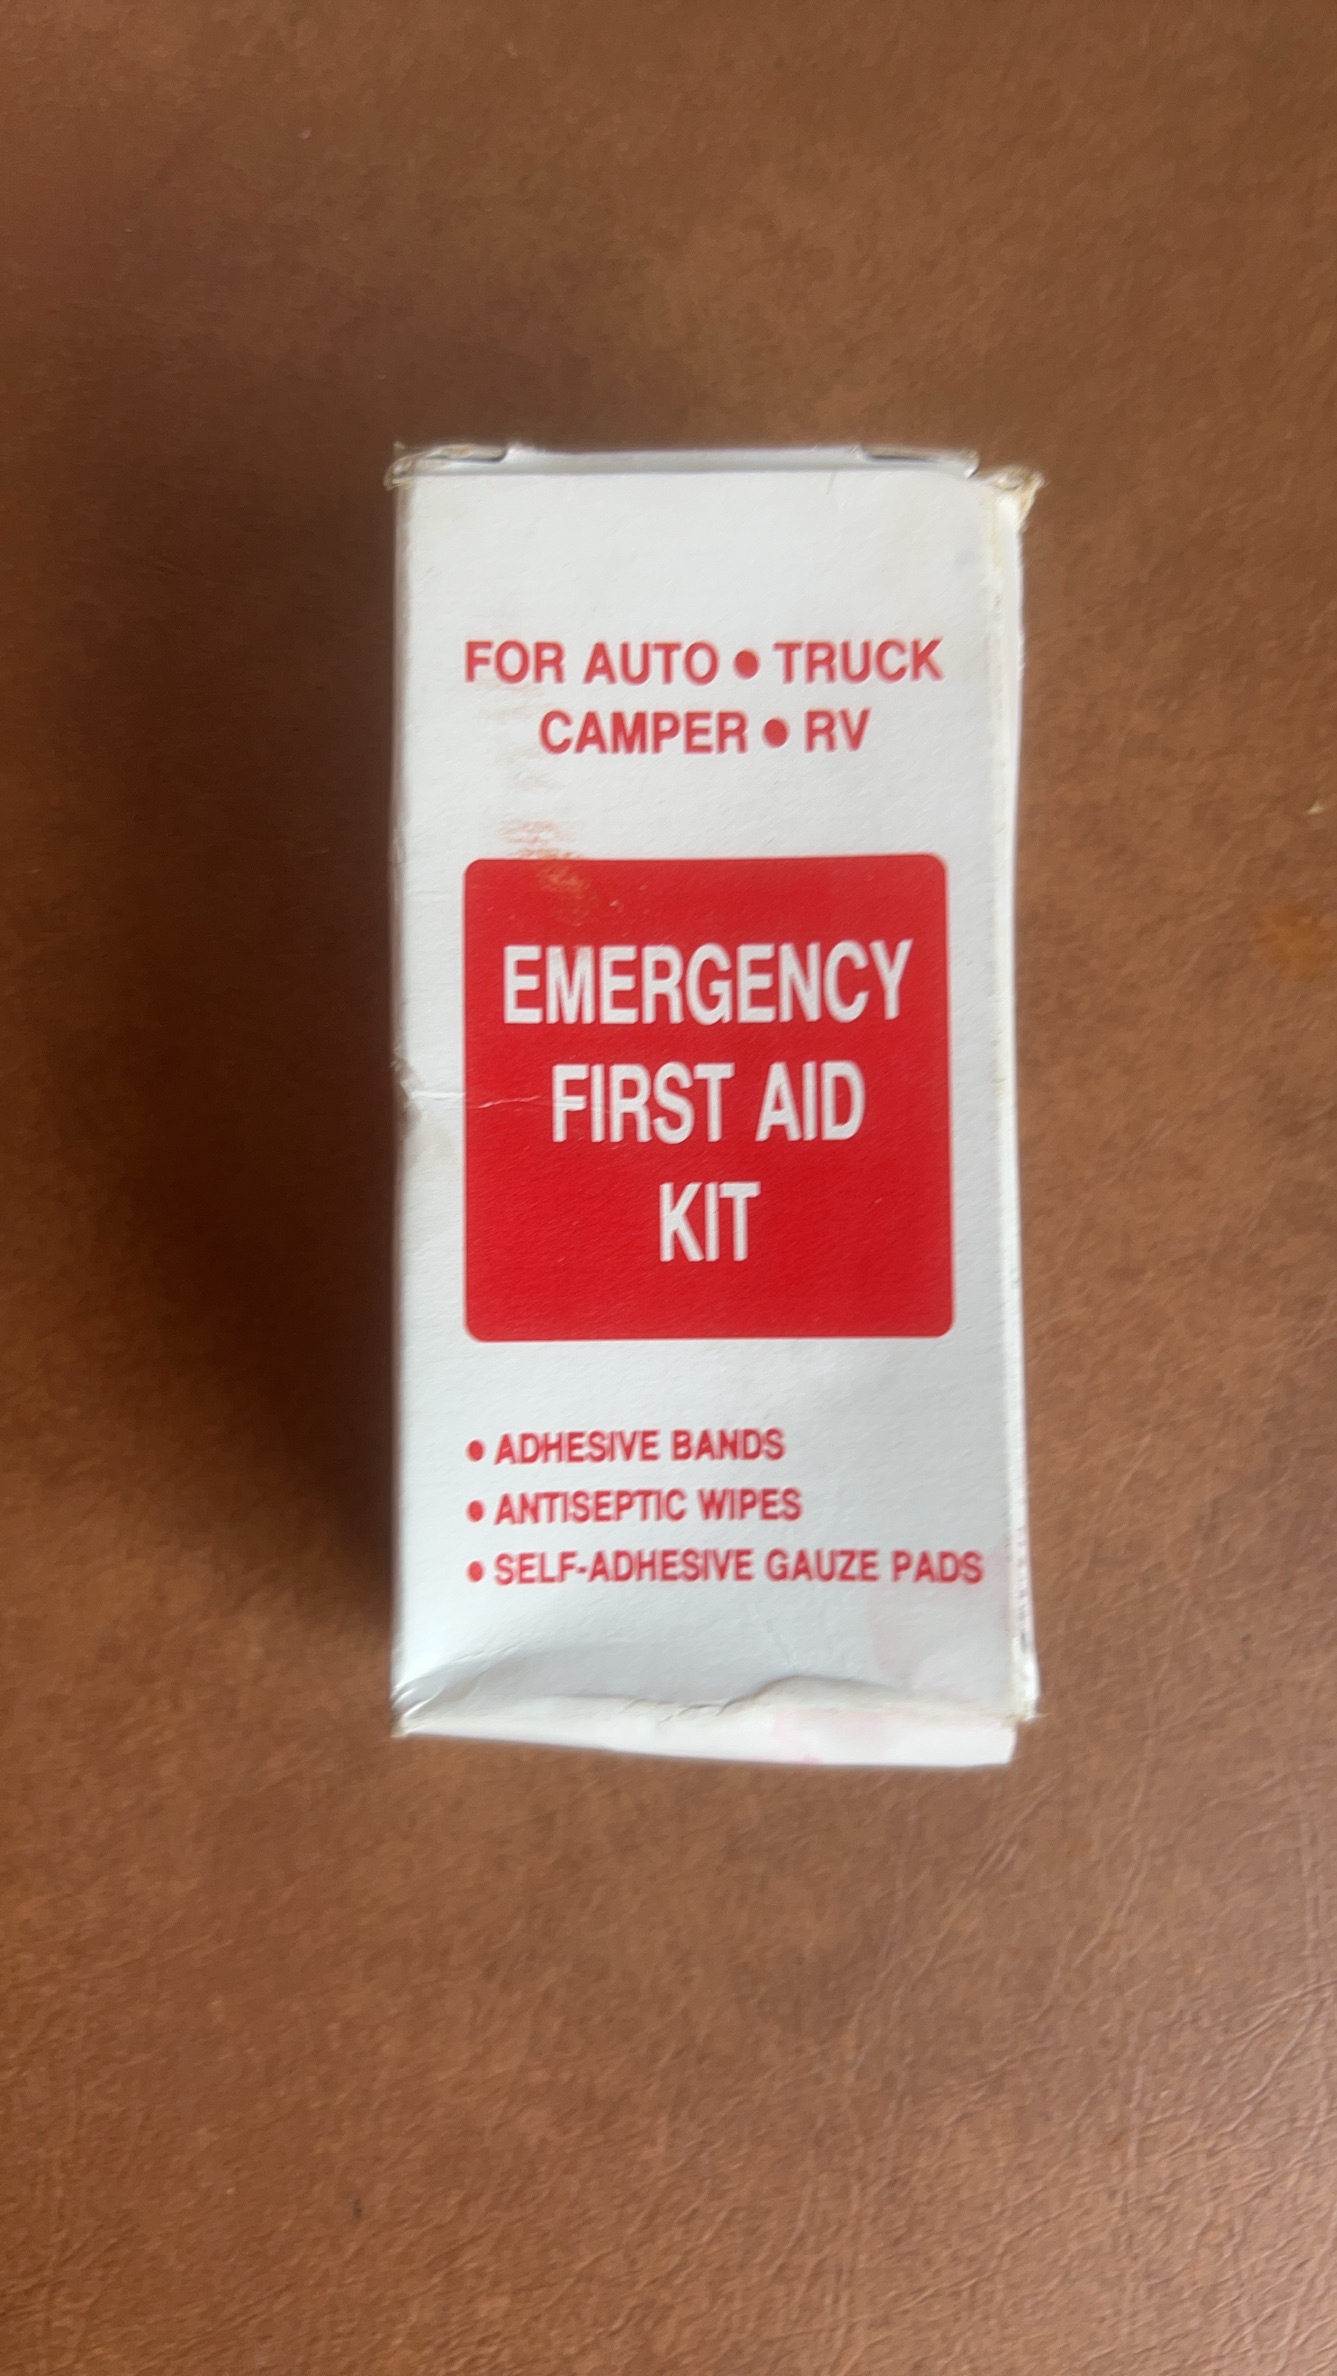 FOR AUTO • TRUCK
CAMPER • RV
EMERGENCY
FIRST AID
KIT
• ADHESIVE BANDS
• ANTISEPTIC WIPES
• SELF-ADHESIVE GAUZE PADS